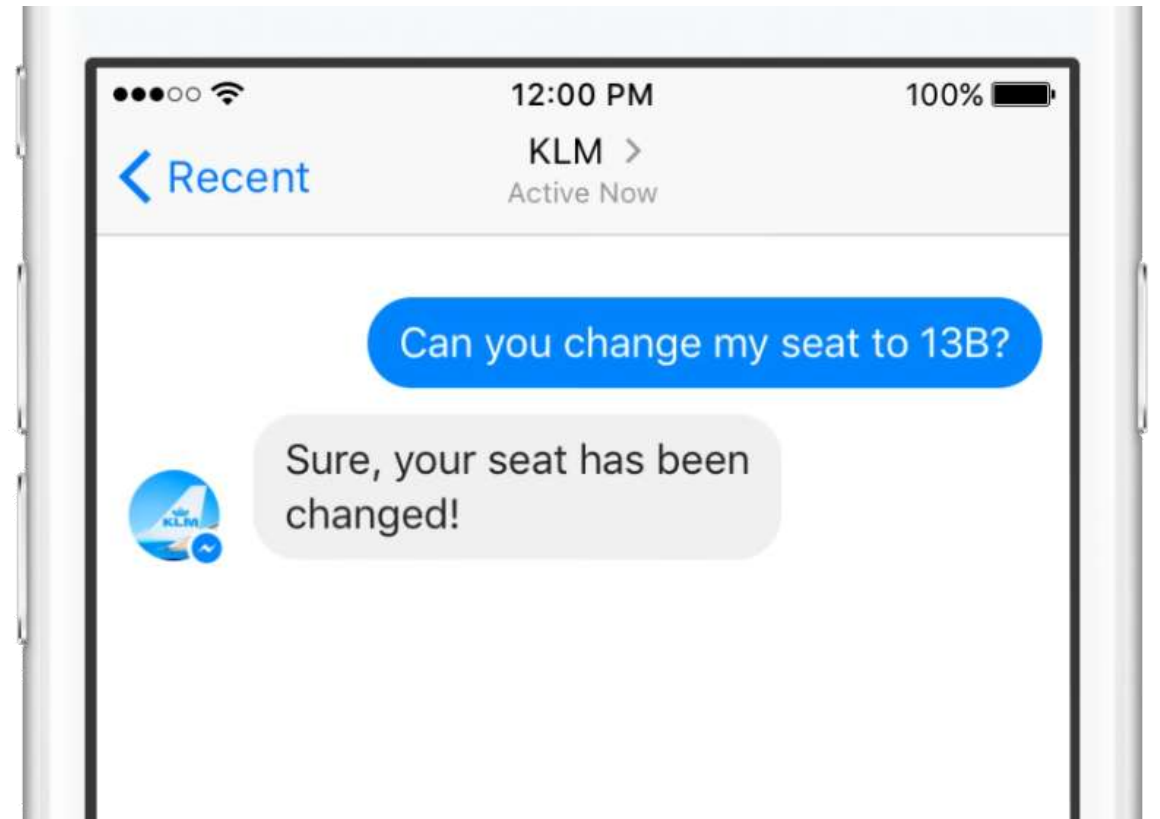 12:00 PM
100%
Recent
KLM
Active Now
Can you change my seat to 13B?
Sure, your seat has been
changed!
KLM